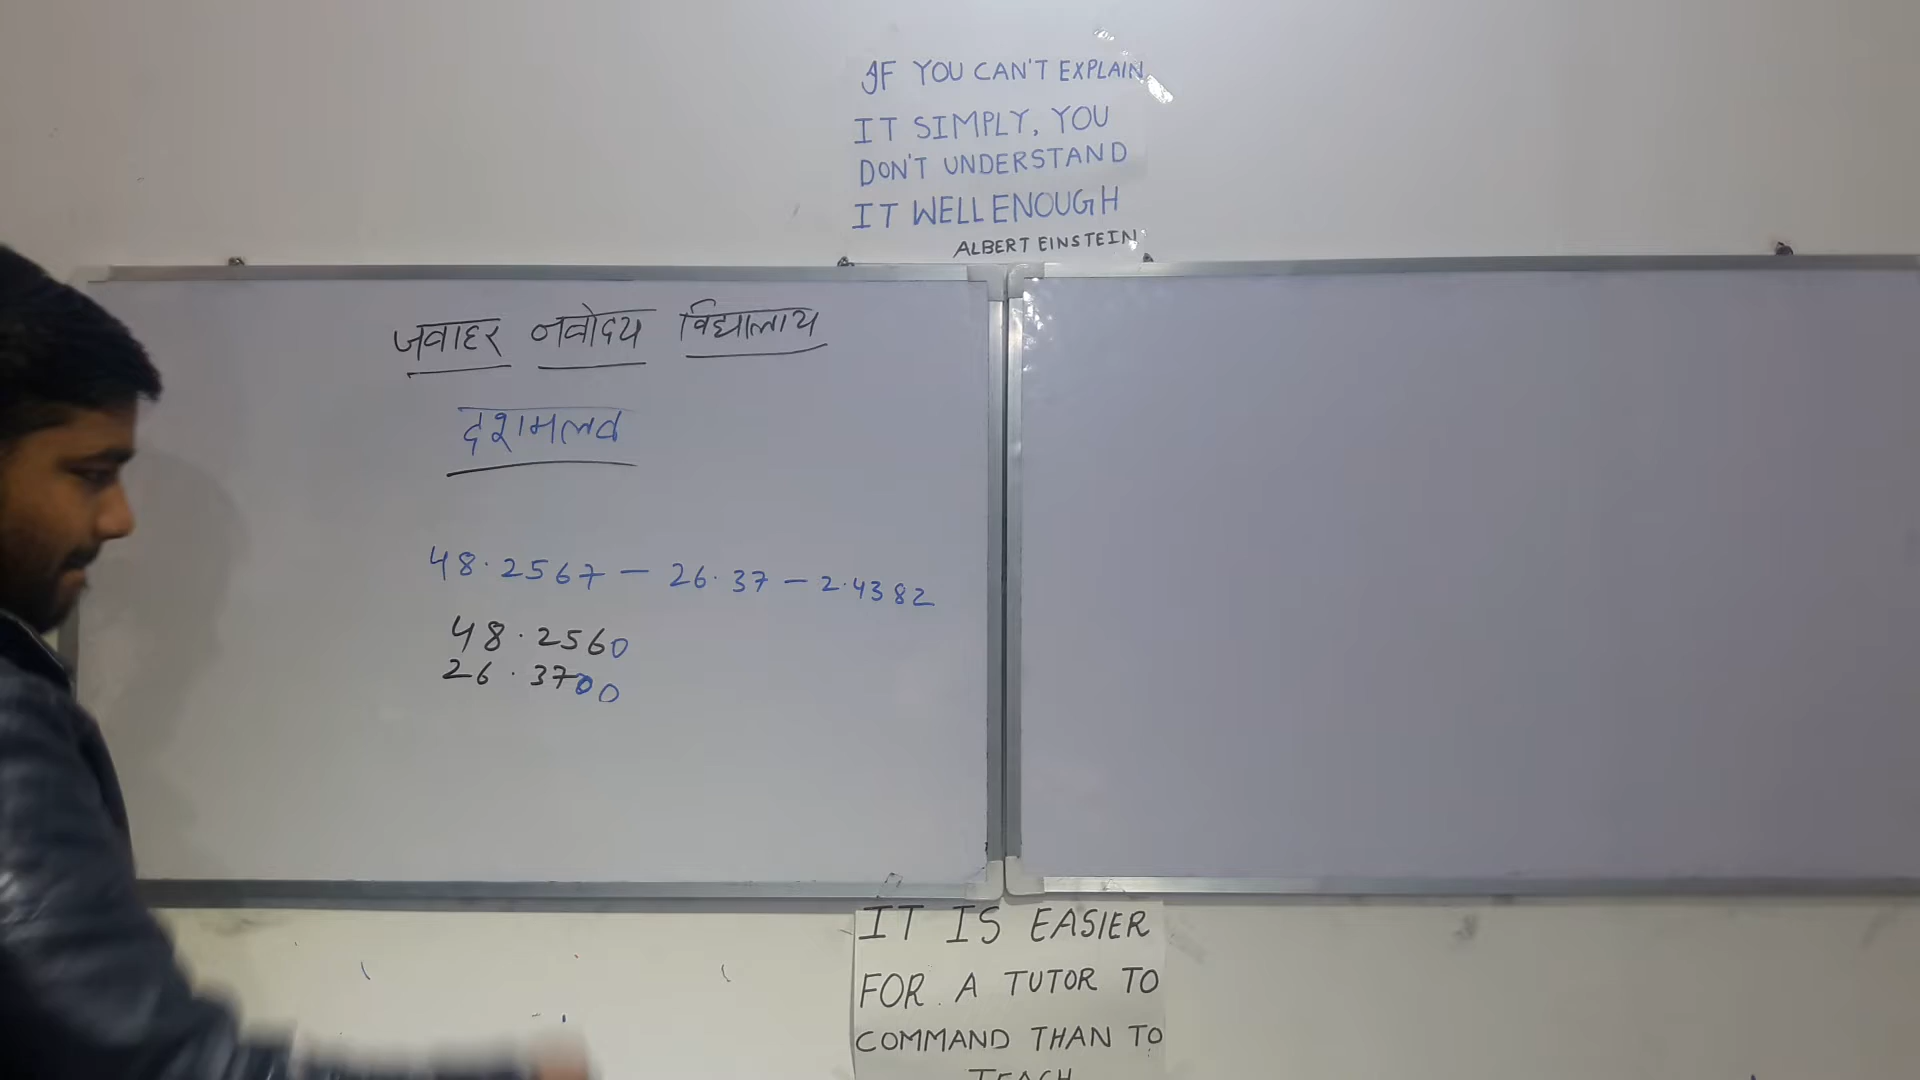 IF YOU CAN'T EXPLAIN
IT SIMPLY, YOU
DON'T UNDERSTAND
IT WELL ENOUGH
ALBERT EINSTEIN
जवाहर नवोदय विद्यालाय
दशमलव
48.2567 - 26.37 - 2.4382
48.2560
26.3700
IT IS EASIER
FOR A TUTOR TO
COMMAND THAN TO
TEACH